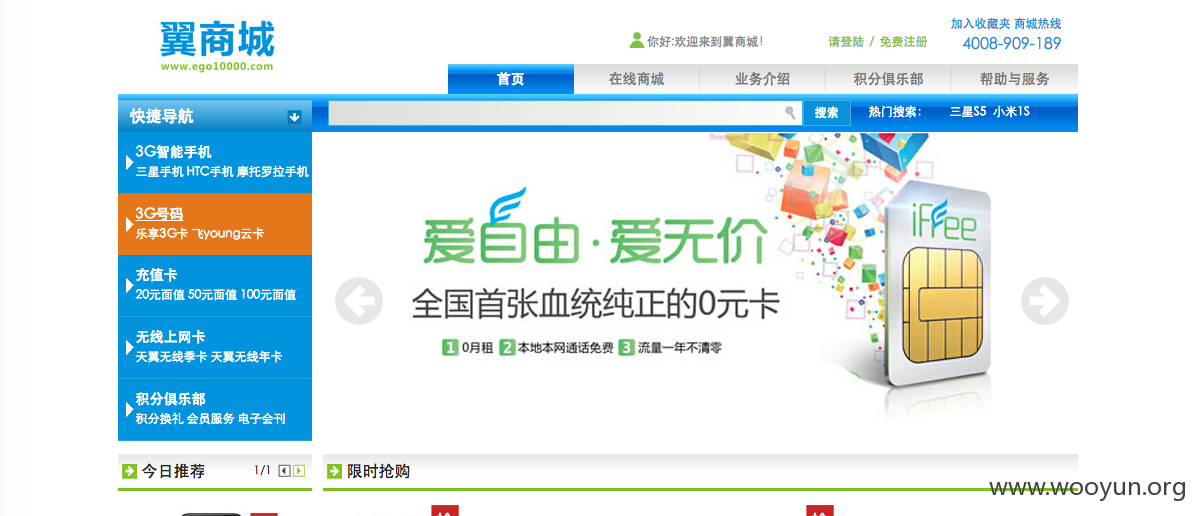 翼商城
www.ego10000.com
你好:欢迎来到翼商城!
请登陆 / 免费注册
加入收藏夹 商城热线
4008-909-189
首页 在线商城 业务介绍 积分俱乐部 帮助与服务
快捷导航
搜索
热门搜索： 三星S5 小米1S
3G智能手机
三星手机 HTC手机 摩托罗拉手机
3G号码
乐享3G卡 飞young云卡
充值卡
20元面值 50元面值 100元面值
无线上网卡
天翼无线季卡 天翼无线年卡
积分俱乐部
积分换礼 会员服务 电子会刊
爱自由·爱无价
全国首张血统纯正的0元卡
1 0月租 2 本地本网通话免费 3 流量一年不清零
iFree
今日推荐 1/1
限时抢购
www.wooyun.org